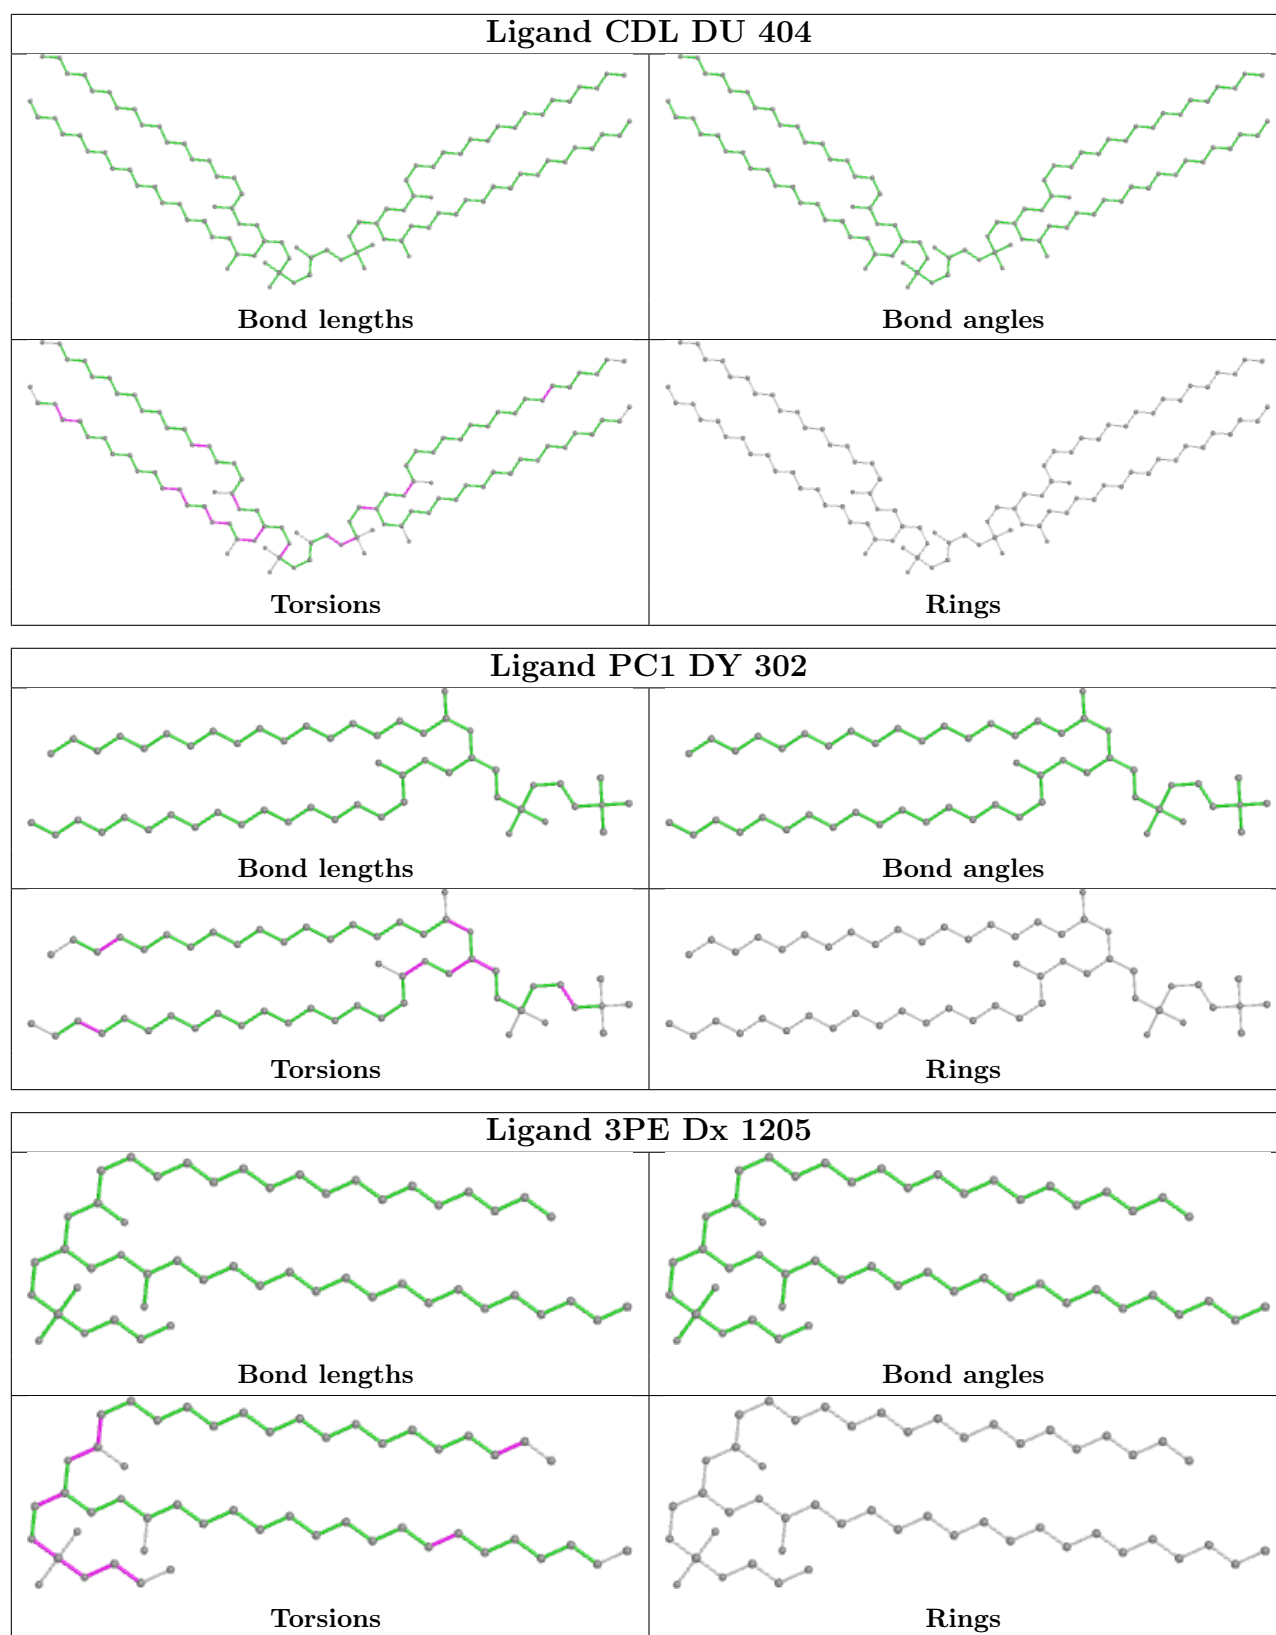 Ligand CDL DU 404
Bond lengths
Bond angles
Torsions
Rings
Ligand PC1 DY 302
Bond lengths
Bond angles
Torsions
Rings
Ligand 3PE Dx 1205
Bond lengths
Bond angles
Torsions
Rings